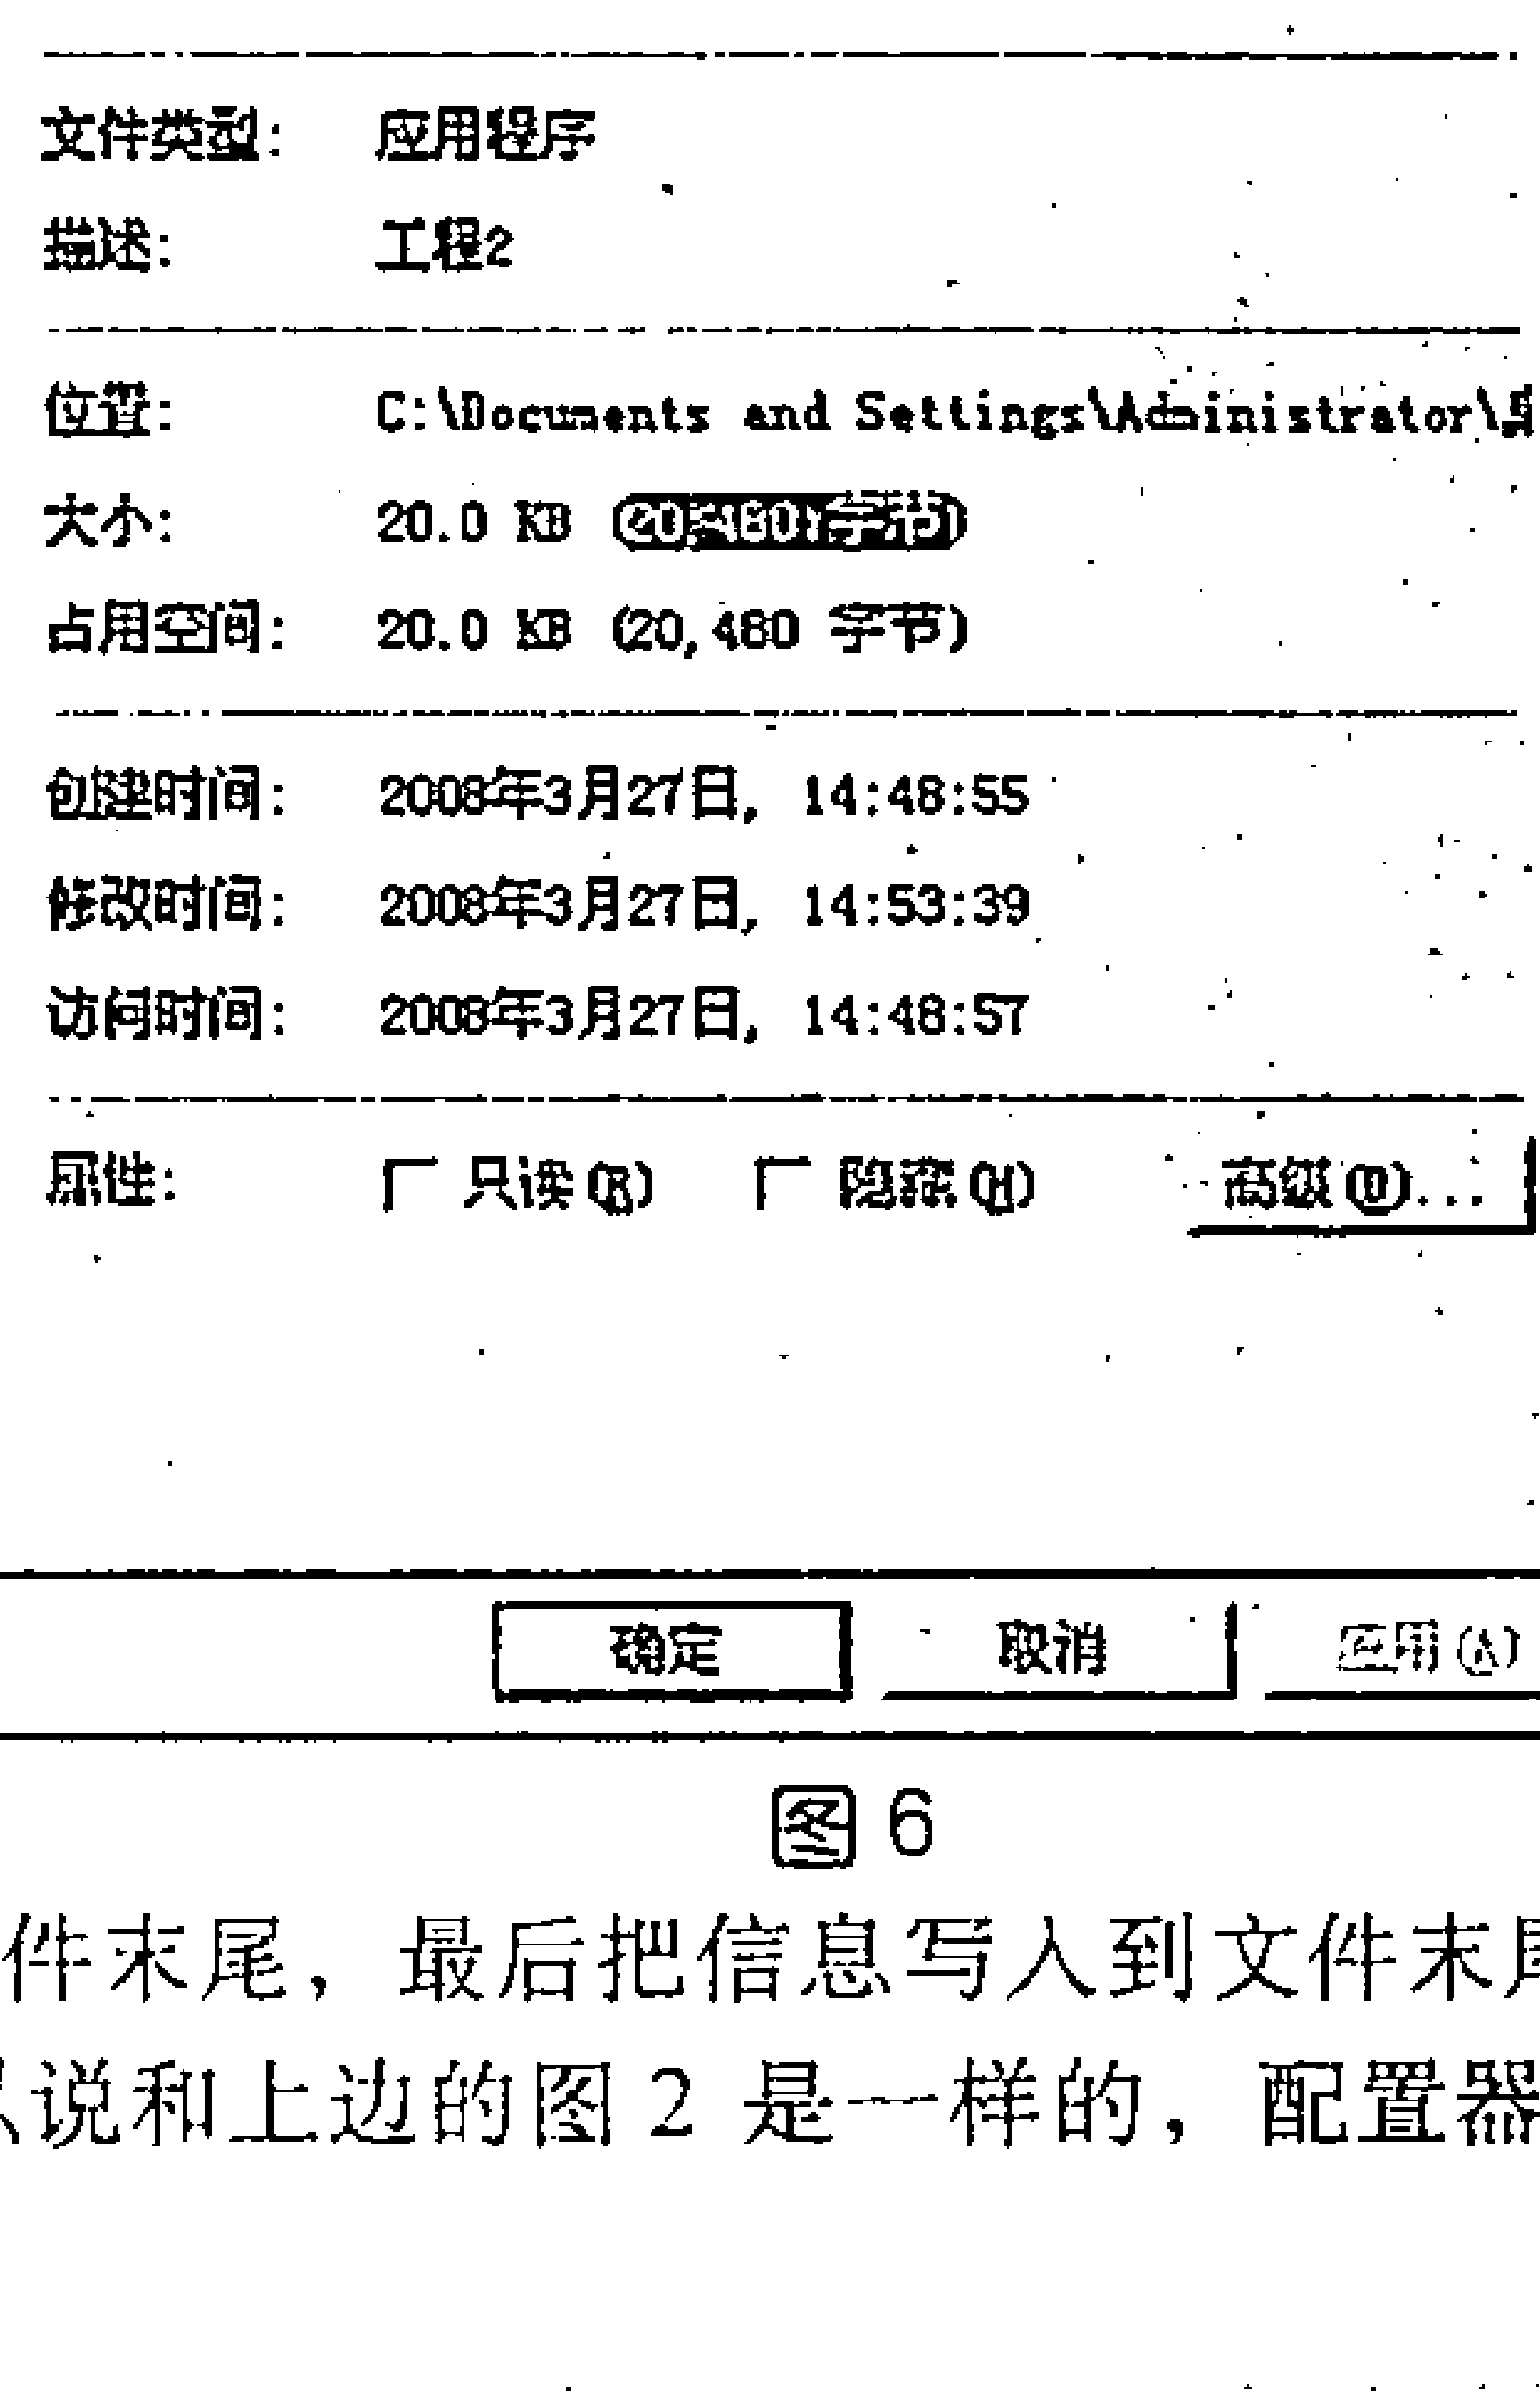 文件类型: 应用程序
描述: 工程2
位置: C:\Documents and Settings\Administrator\
大小: 20.0 KB (20,480 字节)
占用空间: 20.0 KB (20,480 字节)
创建时间: 2008年3月27日, 14:48:55
修改时间: 2008年3月27日, 14:53:39
访问时间: 2008年3月27日, 14:48:57
属性: 只读(R) 隐藏(H) 高级(D)...
确定 取消 应用(A)
图 6
件末尾，最后把信息写入到文件末尾
说和上边的图 2 是一样的，配置器